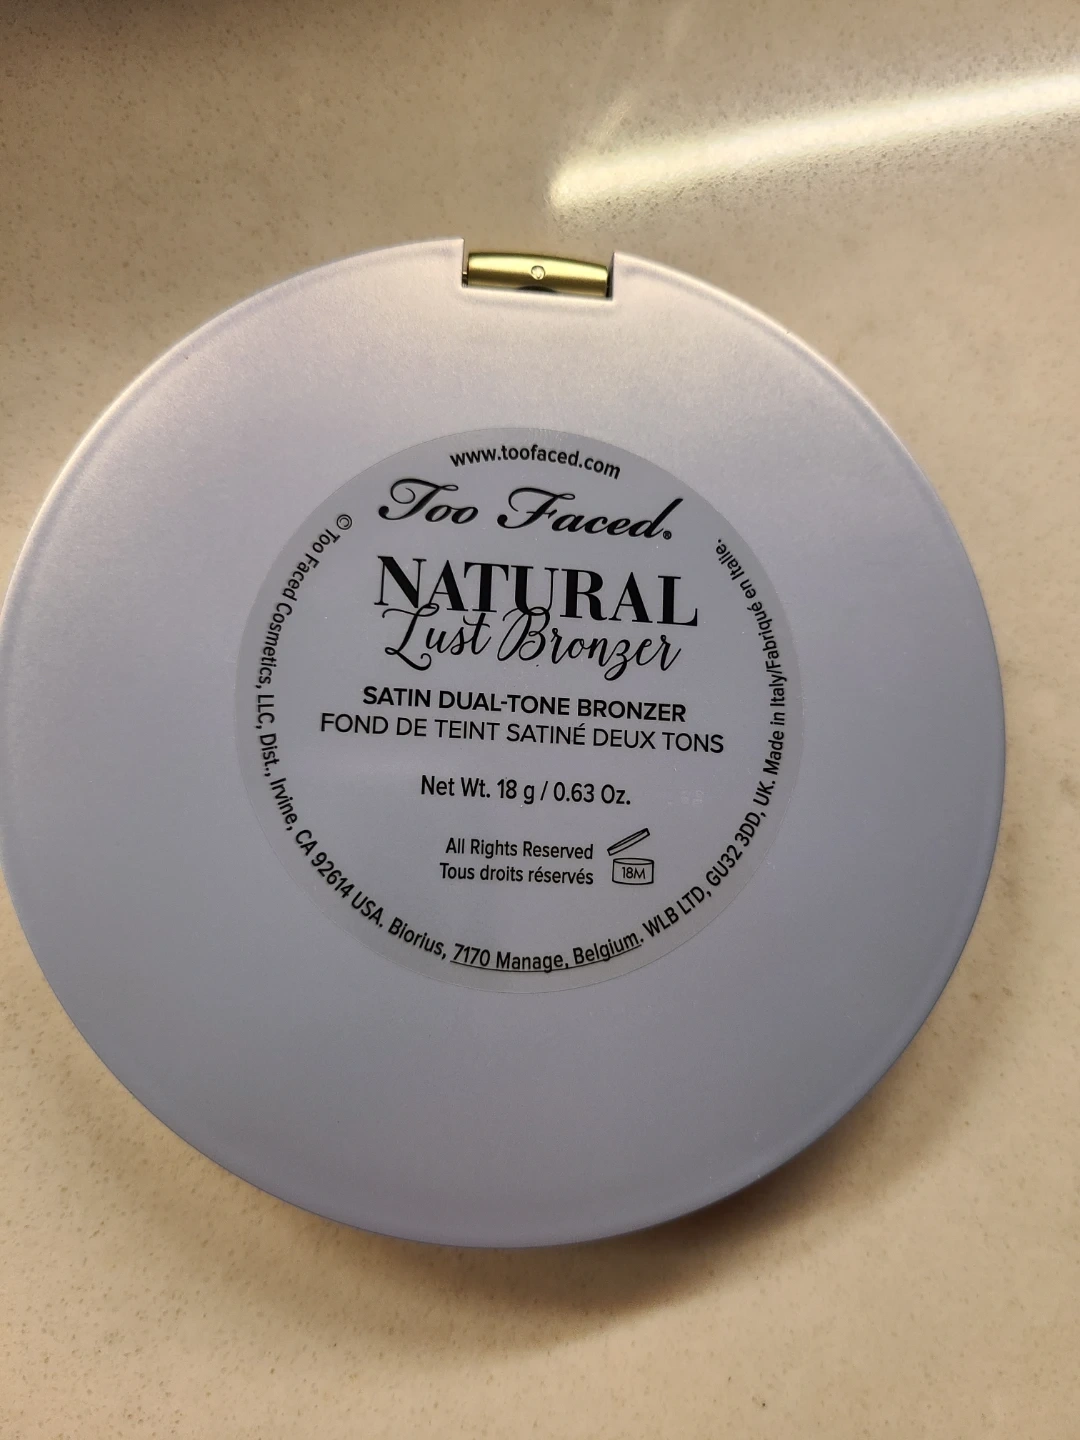 www.toofaced.com
Too Faced®
NATURAL
Lust Bronzer
SATIN DUAL-TONE BRONZER
FOND DE TEINT SATINÉ DEUX TONS
Net Wt. 18 g / 0.63 Oz.
All Rights Reserved
Tous droits réservés
18M
© Too Faced Cosmetics, LLC, Dist., Irvine, CA 92614 USA. Biorius, 7170 Manage, Belgium. WLB LTD, GU32 3DD, UK. Made in Italy/Fabriqué en Italie.